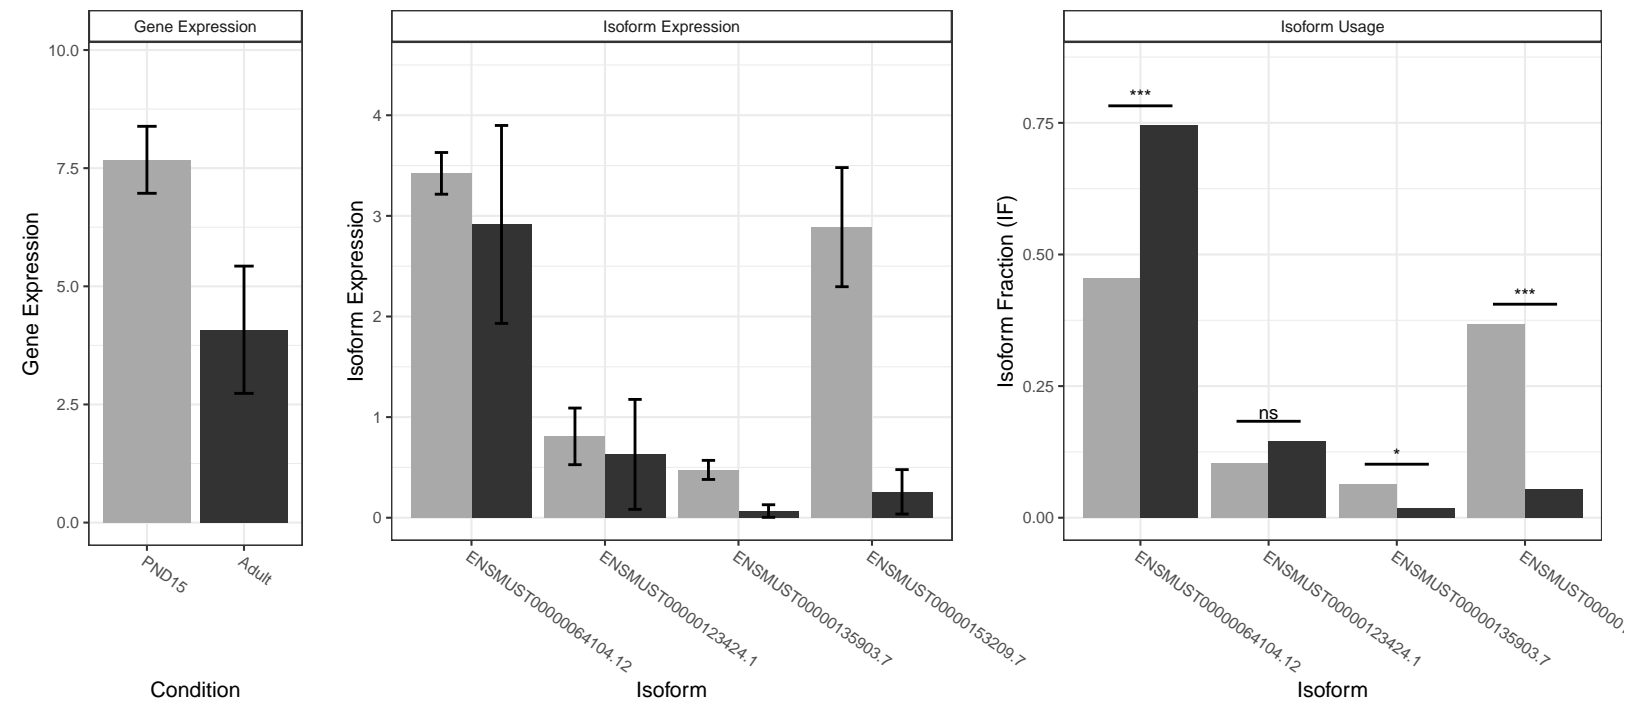 Gene Expression
Isoform Expression
Isoform Usage
Gene Expression
10.0
7.5
5.0
2.5
0.0
PND15
Adult
Condition
Isoform Expression
4
3
2
1
0
ENSMUST00000064104.12
ENSMUST00000123424.1
ENSMUST00000135903.7
ENSMUST00000153209.7
Isoform
Isoform Fraction (IF)
0.75
0.50
0.25
0.00
***
ns
*
***
ENSMUST00000064104.12
ENSMUST00000123424.1
ENSMUST00000135903.7
ENSMUST00000
Isoform